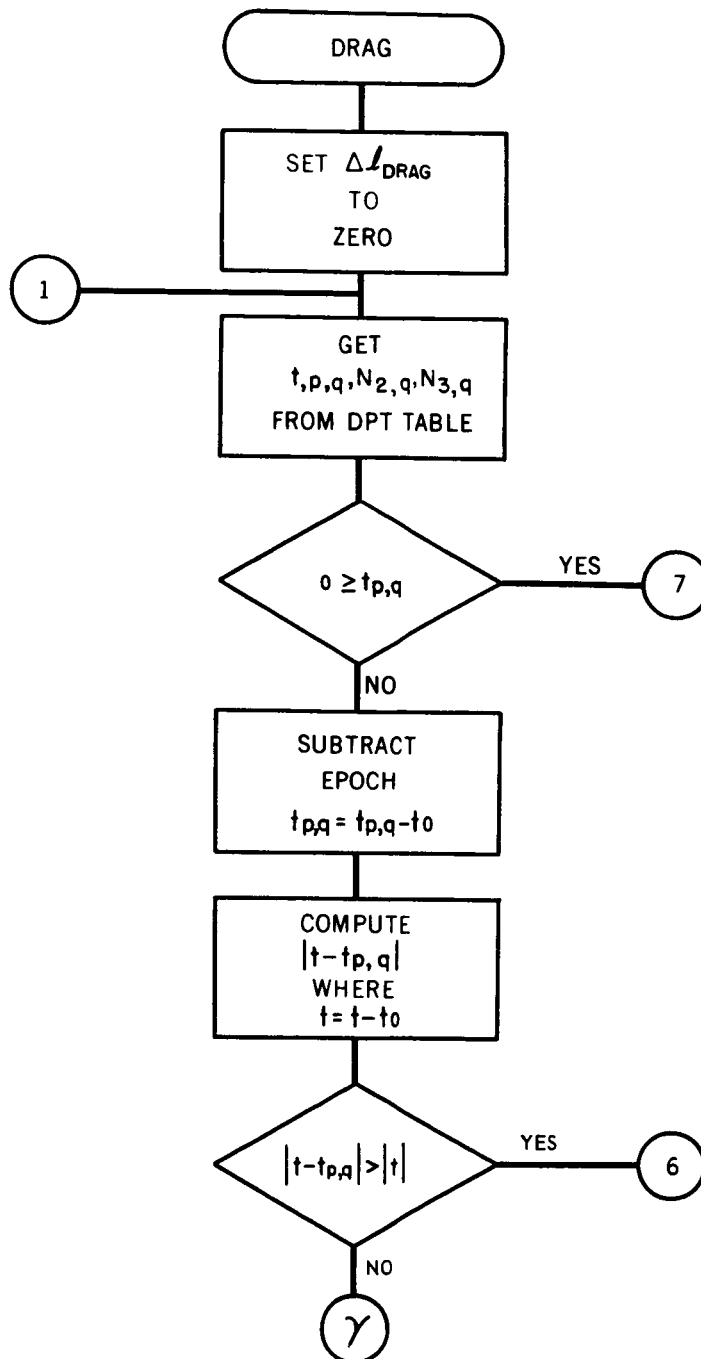 DRAG
SET Δℓ_DRAG
TO
ZERO
1
GET
t,p,q,N₂,q,N₃,q
FROM DPT TABLE
0 ≥ tp,q
YES
7
NO
SUBTRACT
EPOCH
tp,q = tp,q-t₀
COMPUTE
|t-tp,q|
WHERE
t=t-t₀
|t-tp,q|>|t|
YES
6
NO
γ